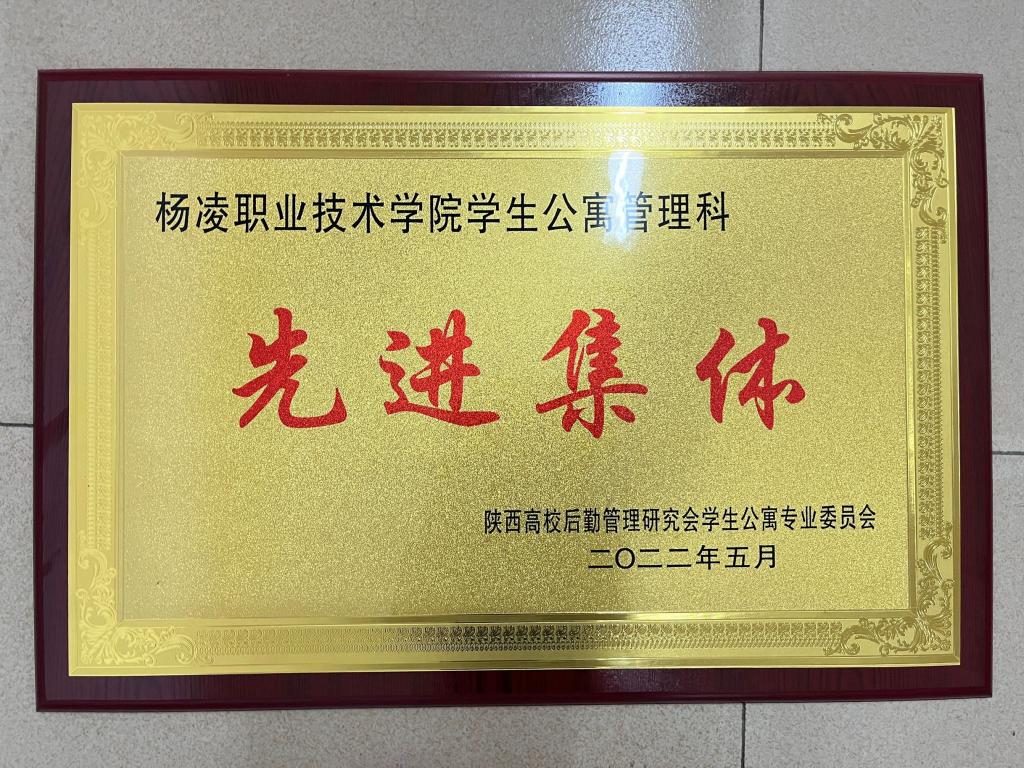 杨凌职业技术学院学生公寓管理科
先进集体
陕西高校后勤管理研究会学生公寓专业委员会
二〇二二年五月